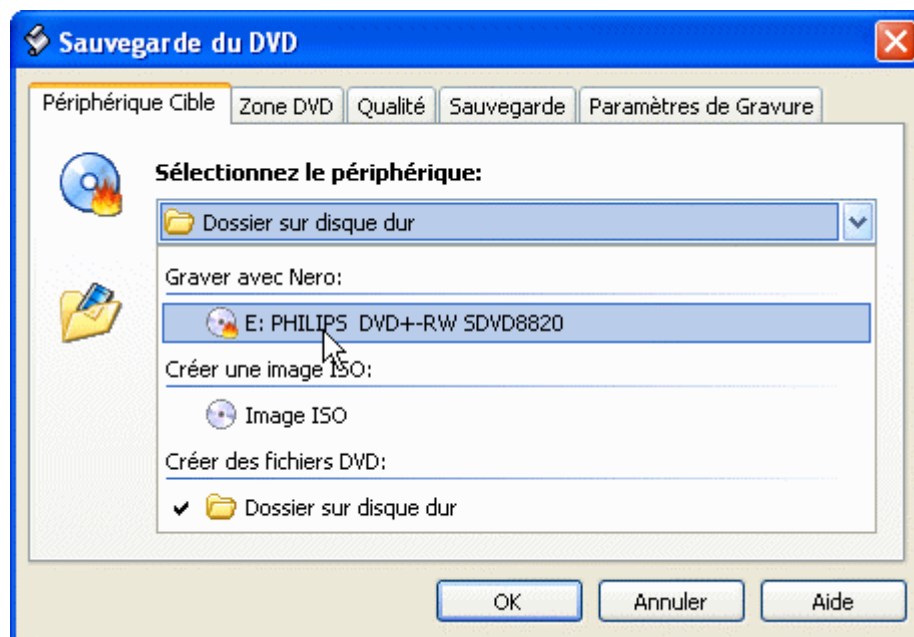 Sauvegarde du DVD
Périphérique Cible Zone DVD Qualité Sauvegarde Paramètres de Gravure
Sélectionnez le périphérique:
Dossier sur disque dur
Graver avec Nero:
E: PHILIPS DVD+-RW SDVD8820
Créer une image ISO:
Image ISO
Créer des fichiers DVD:
Dossier sur disque dur
OK Annuler Aide